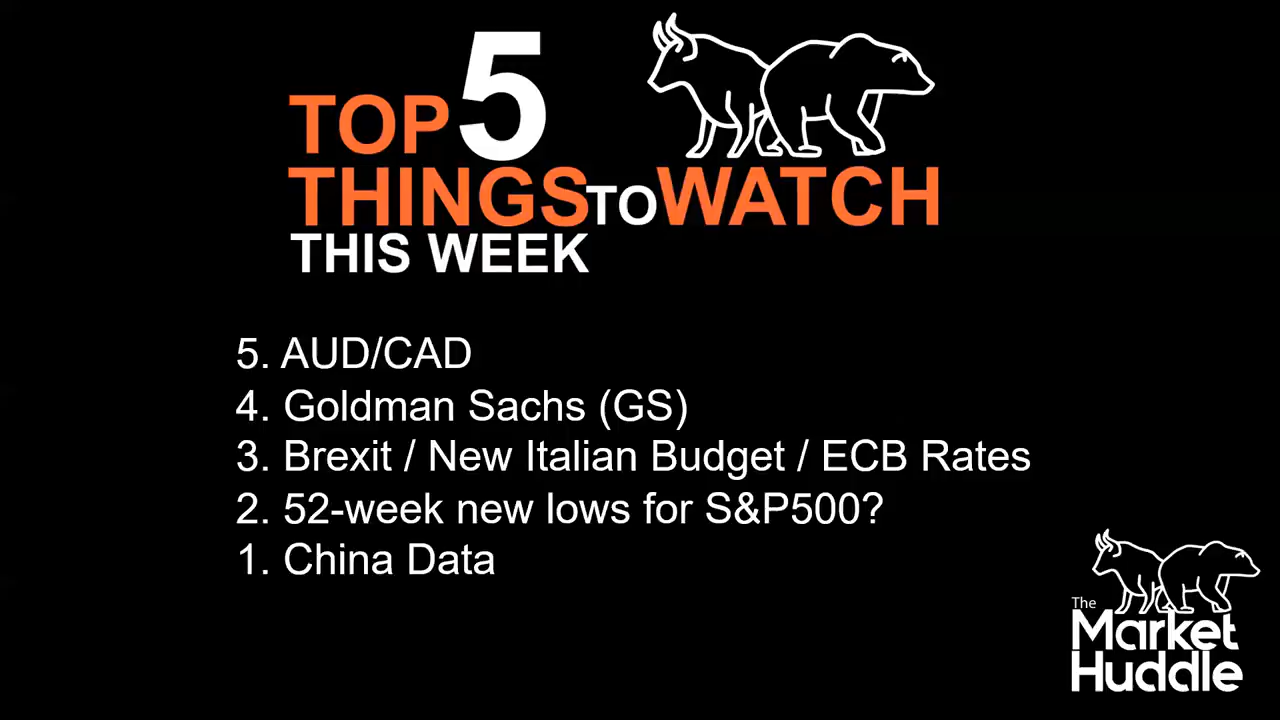 TOP 5
THINGS TO WATCH
THIS WEEK
5. AUD/CAD
4. Goldman Sachs (GS)
3. Brexit / New Italian Budget / ECB Rates
2. 52-week new lows for S&P500?
1. China Data
The
Market
Huddle